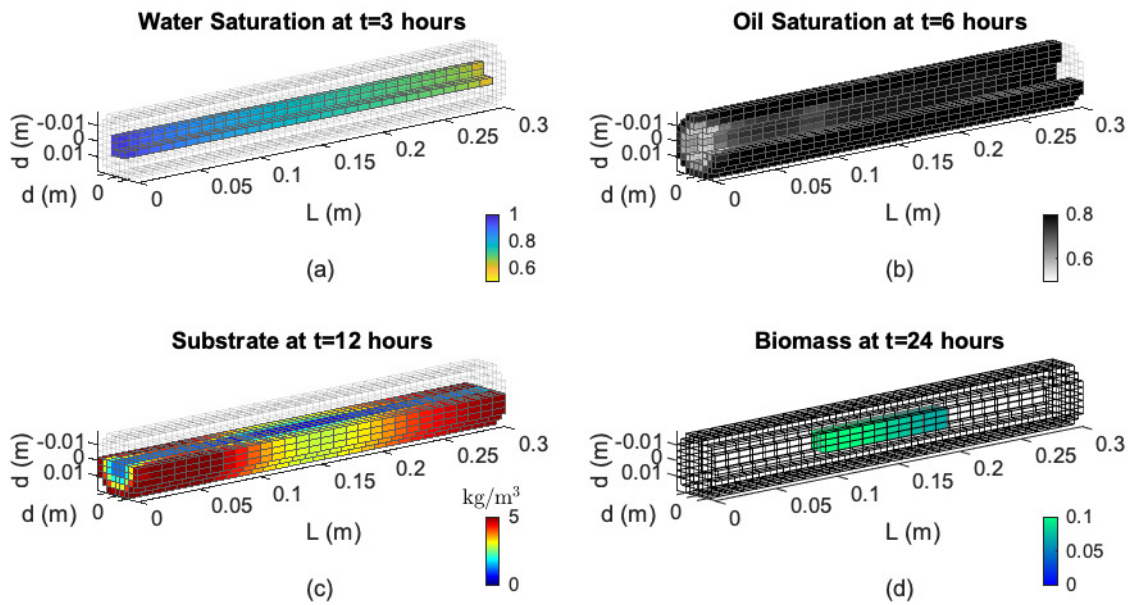 Water Saturation at t=3 hours
-0.01
0
0.01
d (m)
d (m)
0
0
0.05
0.1
0.15
0.2
0.25
0.3
L (m)
1
0.8
0.6
(a)
Oil Saturation at t=6 hours
-0.01
0
0.01
d (m)
d (m)
0
0
0.05
0.1
0.15
0.2
0.25
0.3
L (m)
0.8
0.6
(b)
Substrate at t=12 hours
-0.01
0
0.01
d (m)
d (m)
0
0
0.05
0.1
0.15
0.2
0.25
0.3
L (m)
kg/m³
5
0
(c)
Biomass at t=24 hours
-0.01
0
0.01
d (m)
d (m)
0
0
0.05
0.1
0.15
0.2
0.25
0.3
L (m)
0.1
0.05
0
(d)